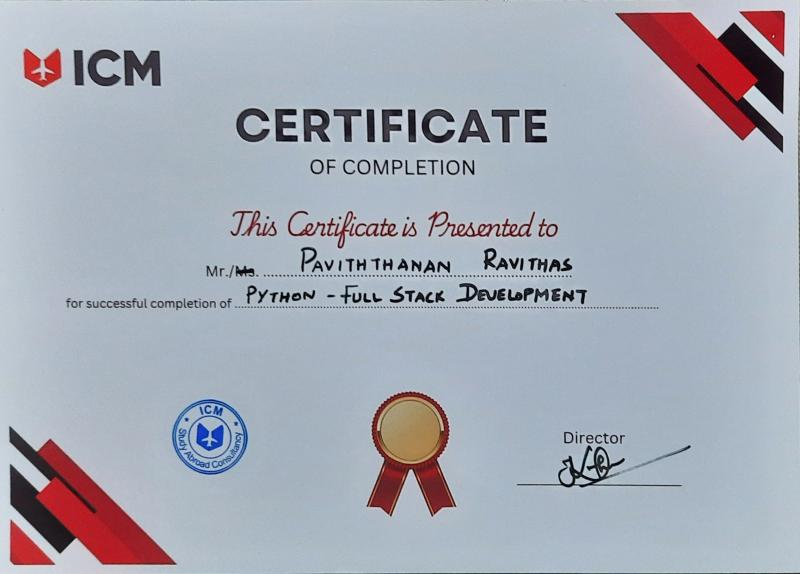 ICM
CERTIFICATE
OF COMPLETION
This Certificate is Presented to
Mr./Ms. PAVITHTHANAN RAVITHAS
for successful completion of PYTHON - FULL STACK DEVELOPMENT
ICM
Study Abroad Consultancy
Director